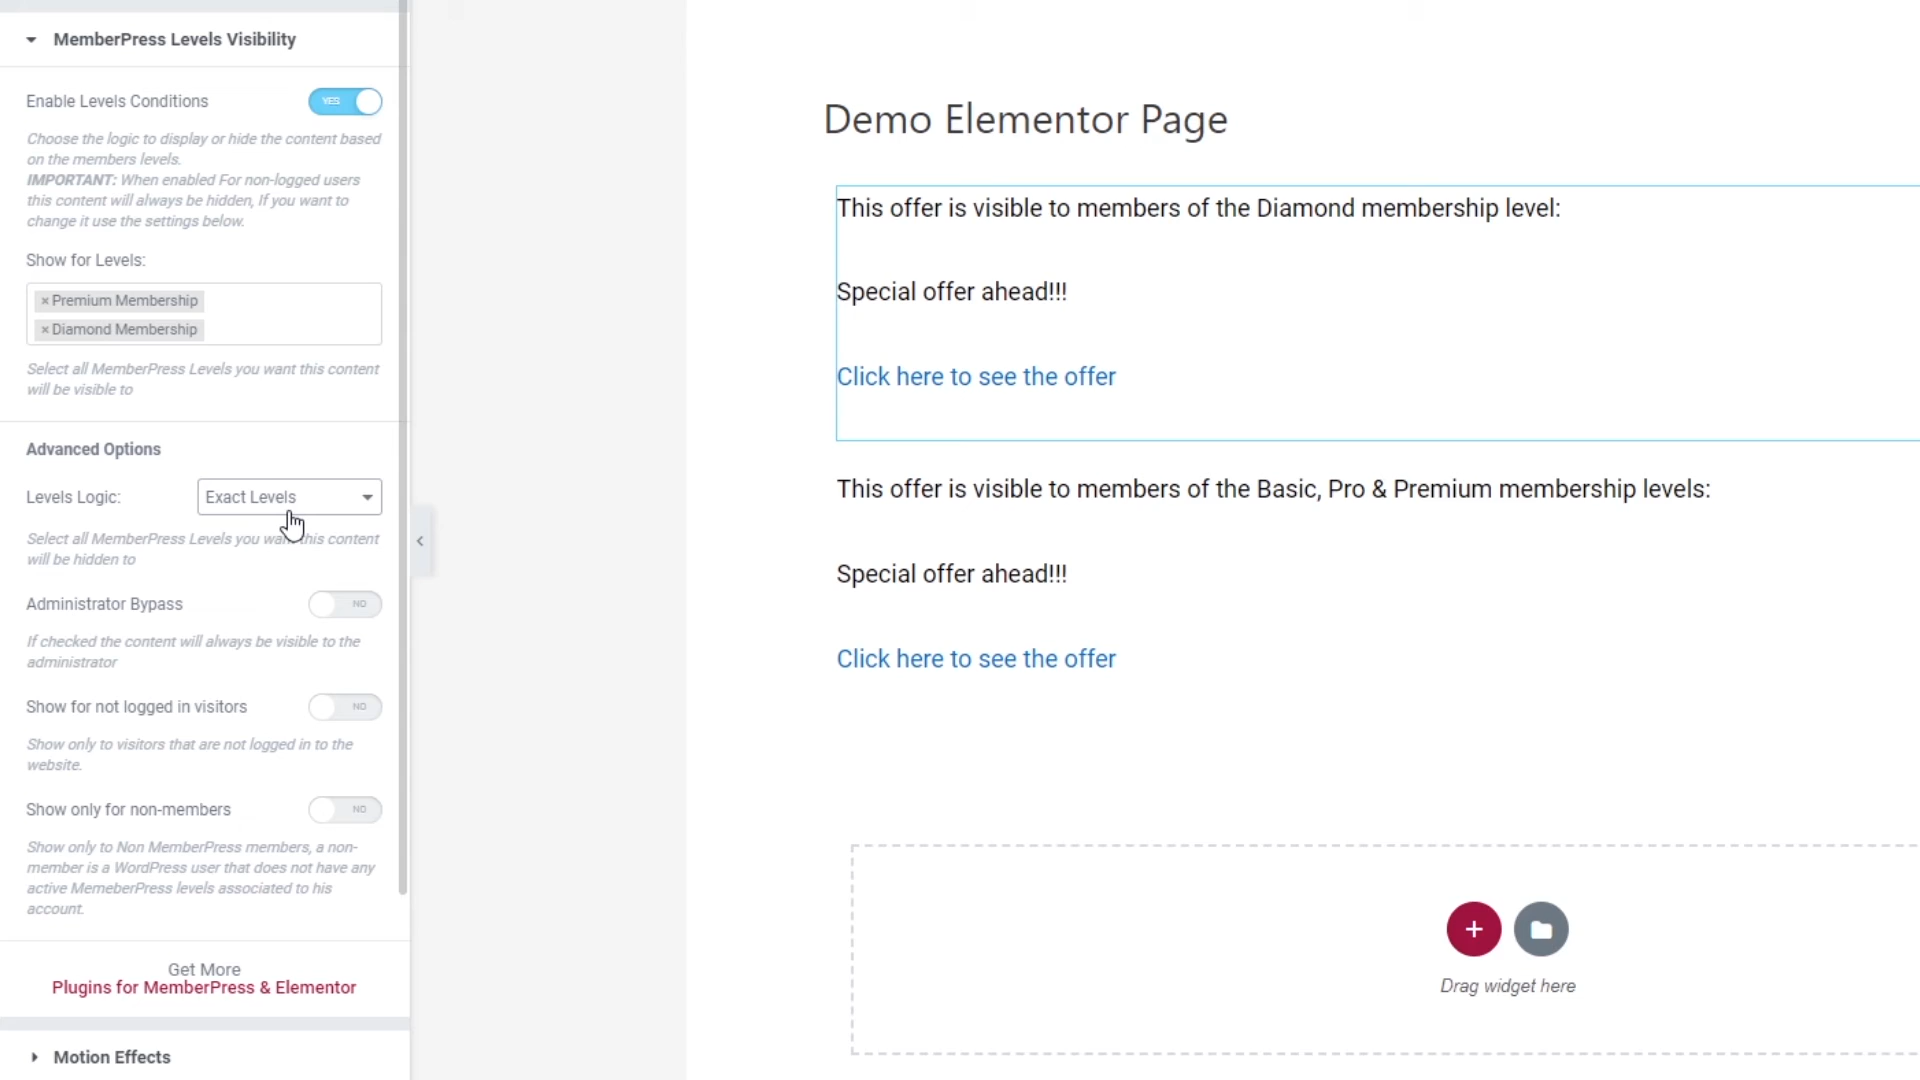 MemberPress Levels Visibility
Enable Levels Conditions
YES
Choose the logic to display or hide the content based
on the members levels.
IMPORTANT: When enabled For non-logged users
this content will always be hidden, If you want to
change it use the settings below.
Show for Levels:
×Premium Membership
×Diamond Membership
Select all MemberPress Levels you want this content
will be visible to
Advanced Options
Levels Logic:
Exact Levels
Select all MemberPress Levels you want this content
will be hidden to
Administrator Bypass
NO
If checked the content will always be visible to the
administrator
Show for not logged in visitors
NO
Show only to visitors that are not logged in to the
website.
Show only for non-members
NO
Show only to Non MemberPress members, a non-
member is a WordPress user that does not have any
active MemeberPress levels associated to his
account.
Get More
Plugins for MemberPress & Elementor
Motion Effects
Demo Elementor Page
This offer is visible to members of the Diamond membership level:
Special offer ahead!!!
Click here to see the offer
This offer is visible to members of the Basic, Pro & Premium membership levels:
Special offer ahead!!!
Click here to see the offer
Drag widget here